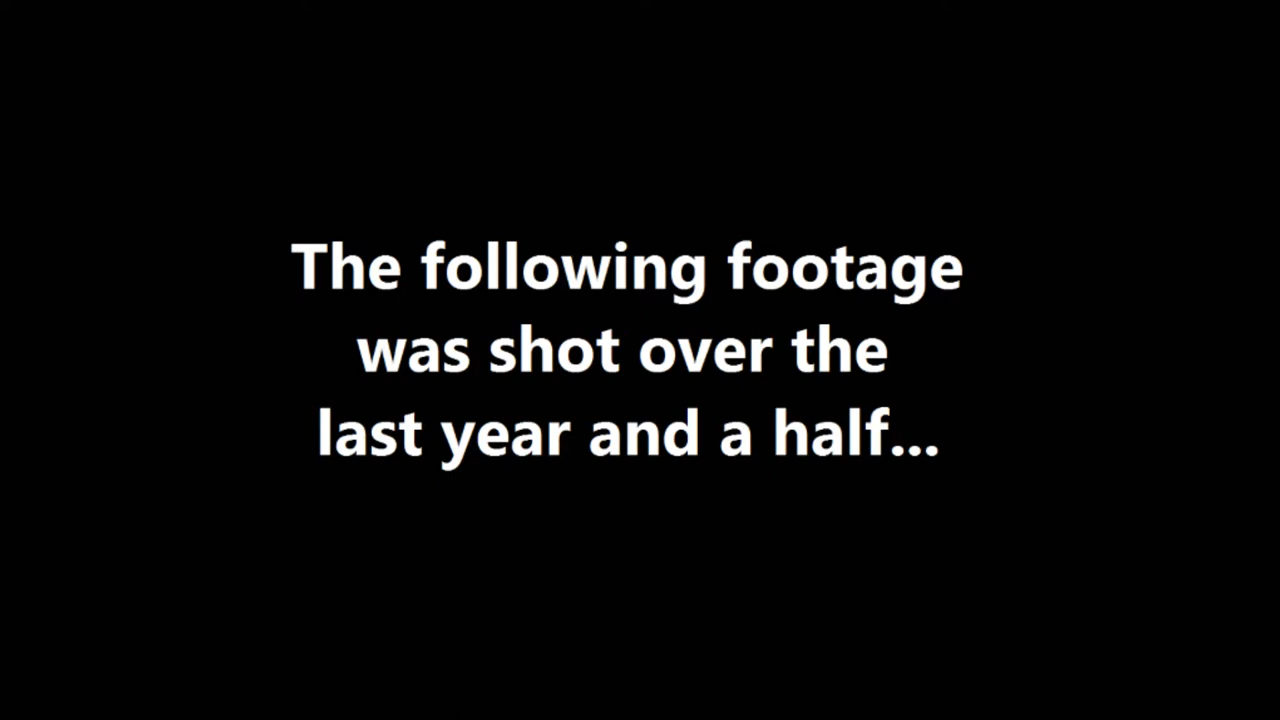 The following footage
was shot over the
last year and a half...